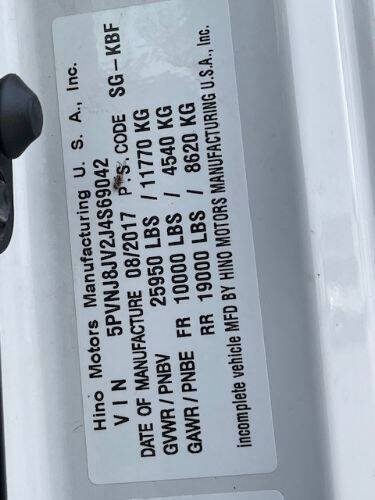 Hino Motors Manufacturing U. S. A., Inc.
VIN 5PVNJ8JV2J4S69042
DATE OF MANUFACTURE 08/2017 P.S. CODE SG-KBF
GVWR/PNBV 25950 LBS / 11770 KG
GAWR/PNBE FR 10000 LBS / 4540 KG
RR 19000 LBS / 8620 KG
incomplete vehicle MFD BY HINO MOTORS MANUFACTURING U.S.A., Inc.